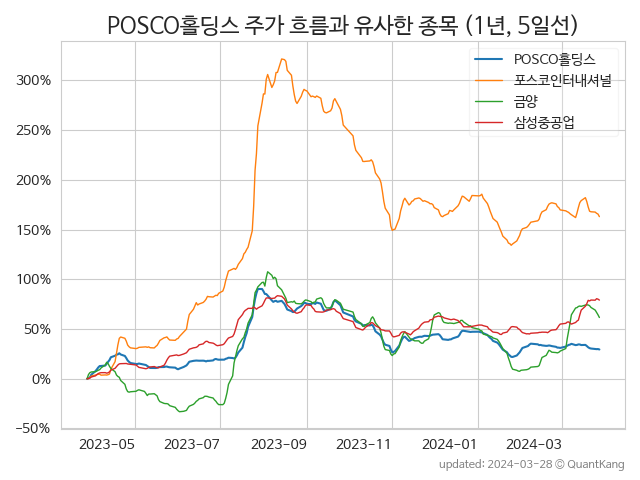 POSCO홀딩스 주가 흐름과 유사한 종목 (1년, 5일선)
POSCO홀딩스
포스코인터내셔널
금양
삼성중공업
300%
250%
200%
150%
100%
50%
0%
−50%
2023-05
2023-07
2023-09
2023-11
2024-01
2024-03
updated: 2024-03-28 © QuantKang